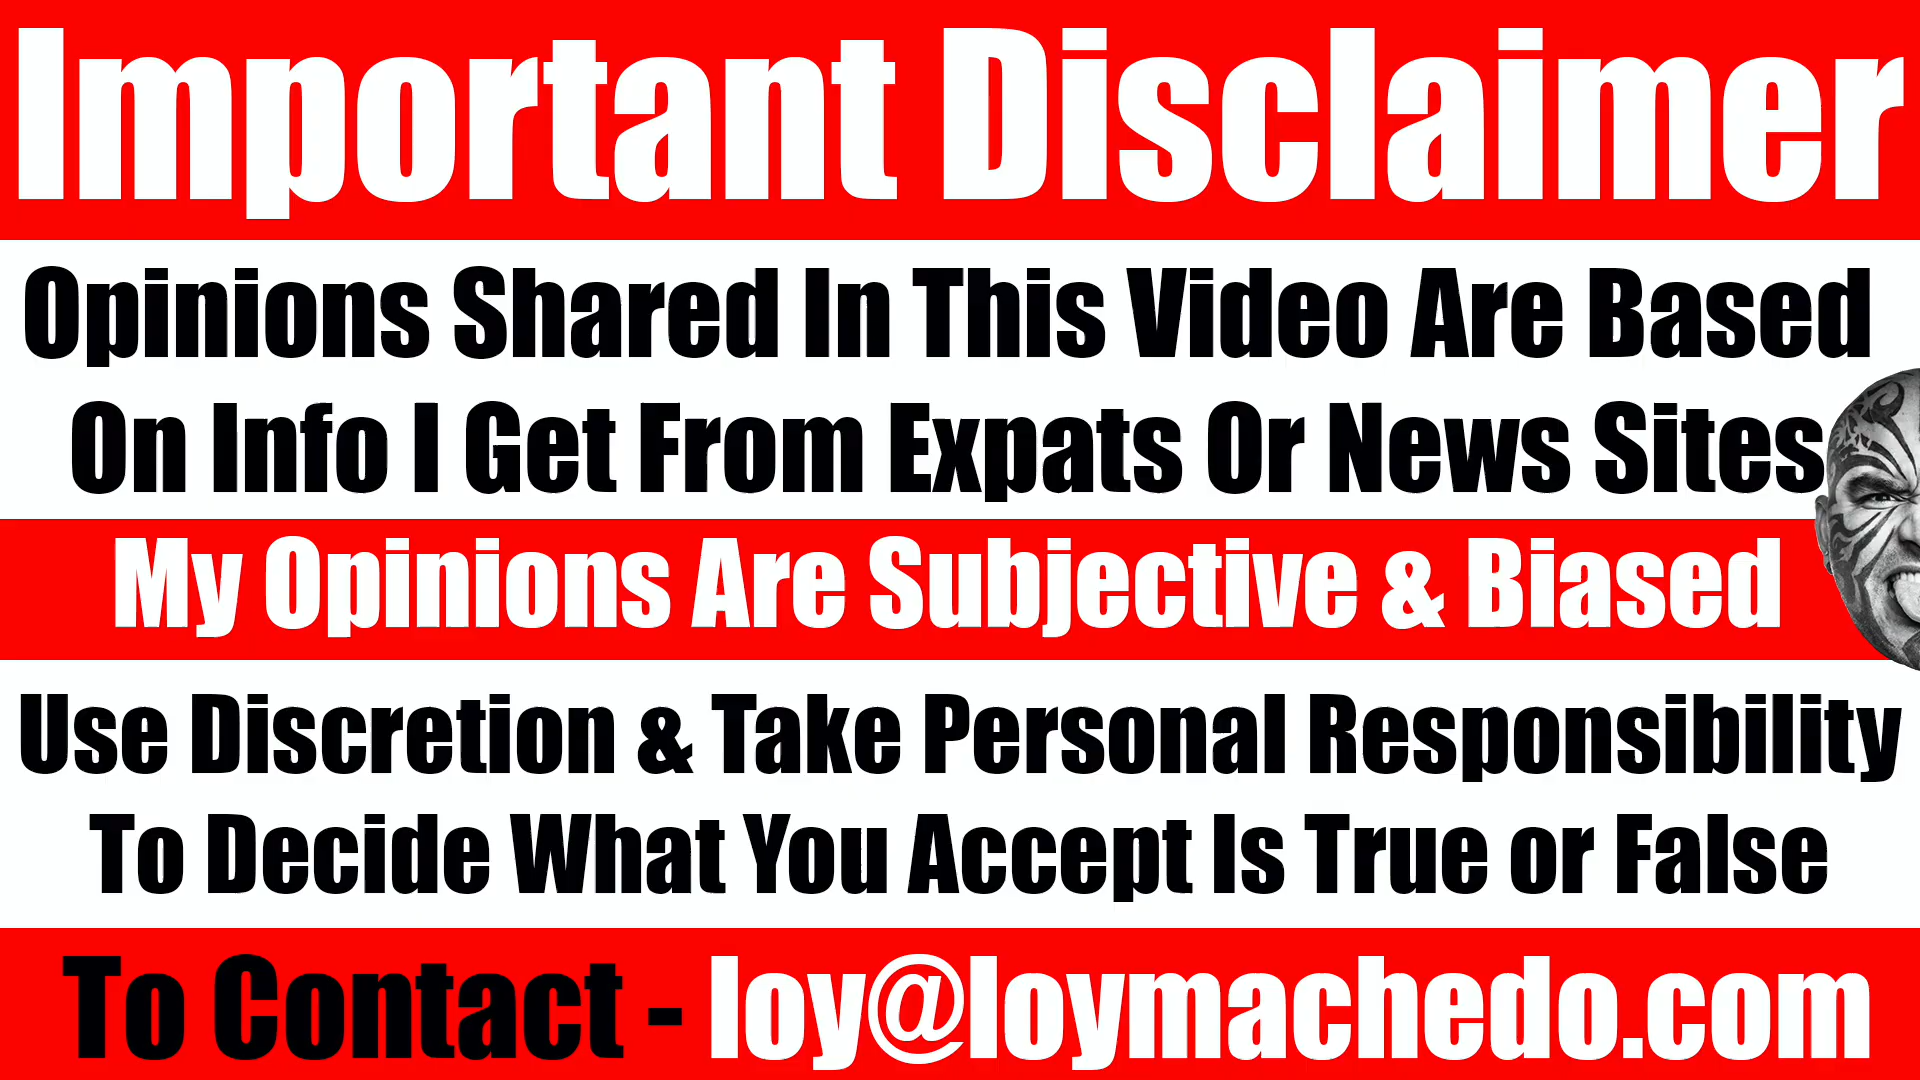 Important Disclaimer
Opinions Shared In This Video Are Based
On Info I Get From Expats Or News Sites
My Opinions Are Subjective & Biased
Use Discretion & Take Personal Responsibility
To Decide What You Accept Is True or False
To Contact - loy@loymachedo.com